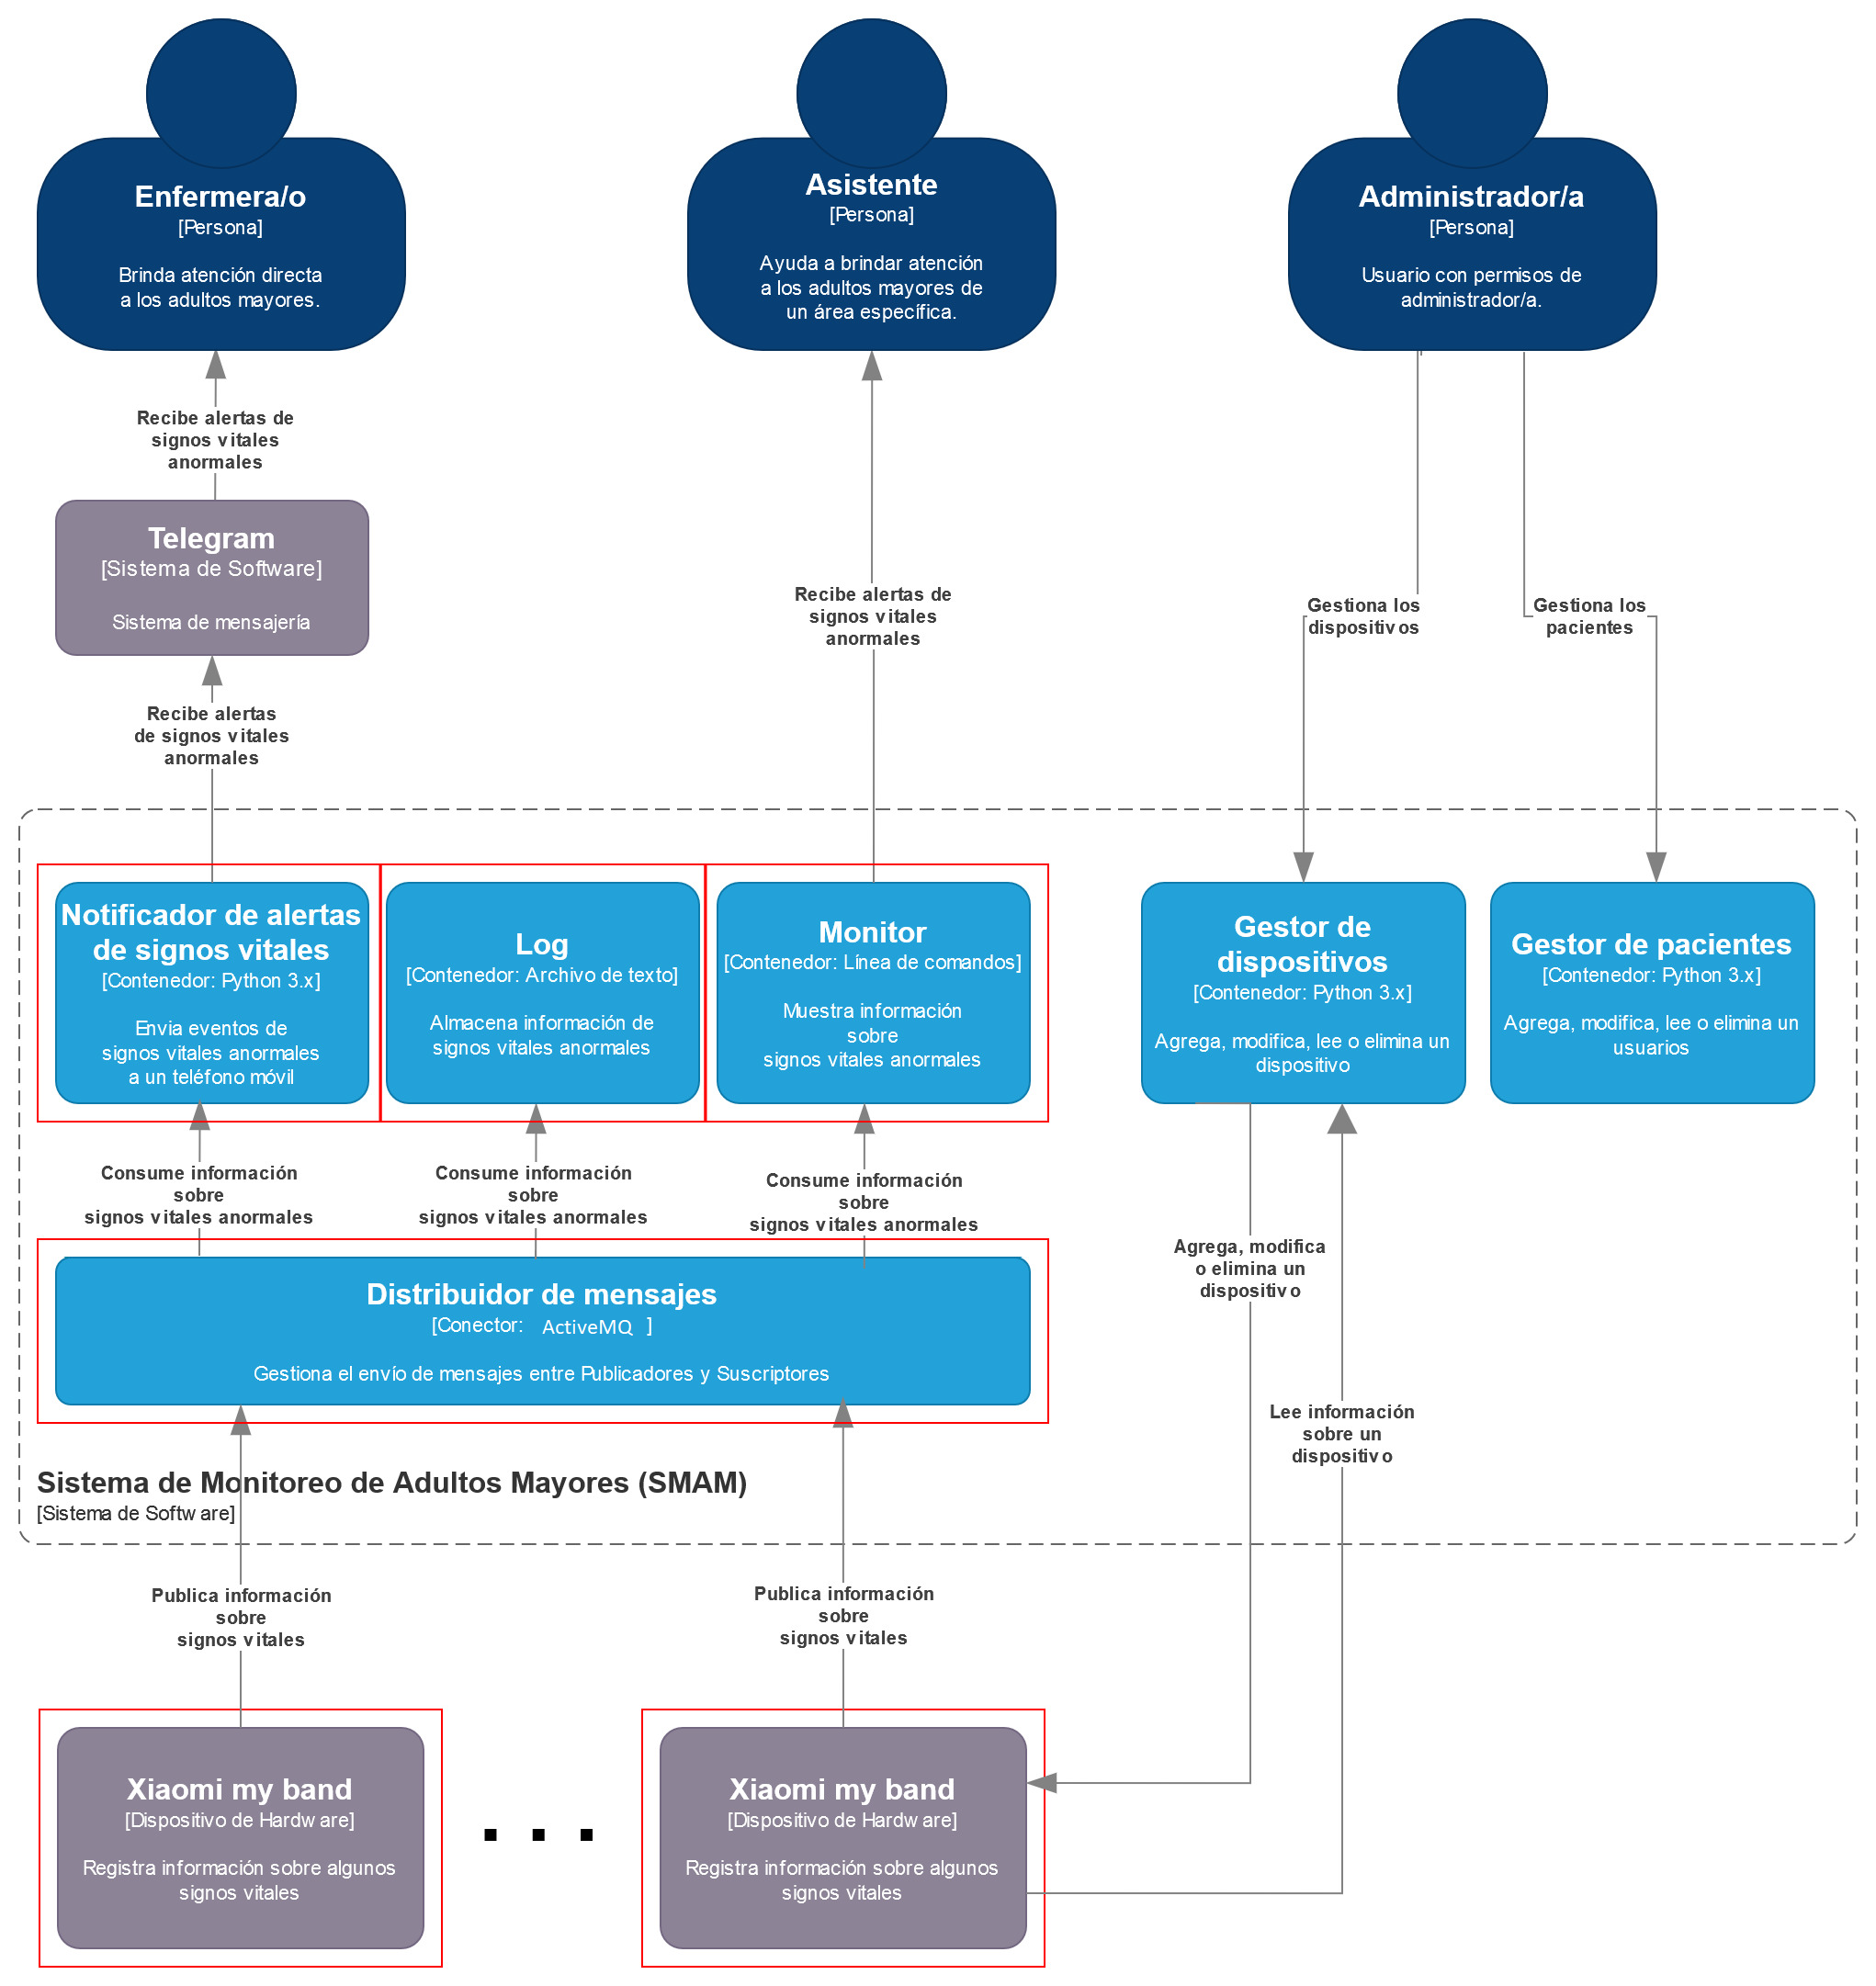 Enfermera/o
[Persona]
Brinda atención directa
a los adultos mayores.
Asistente
[Persona]
Ayuda a brindar atención
a los adultos mayores de
un área específica.
Administrador/a
[Persona]
Usuario con permisos de
administrador/a.
Recibe alertas de
signos vitales
anormales
Telegram
[Sistema de Software]
Sistema de mensajería
Recibe alertas
de signos vitales
anormales
Recibe alertas de
signos vitales
anormales
Gestiona los
dispositivos
Gestiona los
pacientes
Notificador de alertas
de signos vitales
[Contenedor: Python 3.x]
Envia eventos de
signos vitales anormales
a un teléfono móvil
Log
[Contenedor: Archivo de texto]
Almacena información de
signos vitales anormales
Monitor
[Contenedor: Línea de comandos]
Muestra información
sobre
signos vitales anormales
Gestor de
dispositivos
[Contenedor: Python 3.x]
Agrega, modifica, lee o elimina un
dispositivo
Gestor de pacientes
[Contenedor: Python 3.x]
Agrega, modifica, lee o elimina un
usuarios
Consume información
sobre
signos vitales anormales
Consume información
sobre
signos vitales anormales
Consume información
sobre
signos vitales anormales
Distribuidor de mensajes
[Conector: ActiveMQ ]
Gestiona el envío de mensajes entre Publicadores y Suscriptores
Agrega, modifica
o elimina un
dispositivo
Lee información
sobre un
dispositivo
Sistema de Monitoreo de Adultos Mayores (SMAM)
[Sistema de Software]
Publica información
sobre
signos vitales
Publica información
sobre
signos vitales
Xiaomi my band
[Dispositivo de Hardware]
Registra información sobre algunos
signos vitales
. . .
Xiaomi my band
[Dispositivo de Hardware]
Registra información sobre algunos
signos vitales